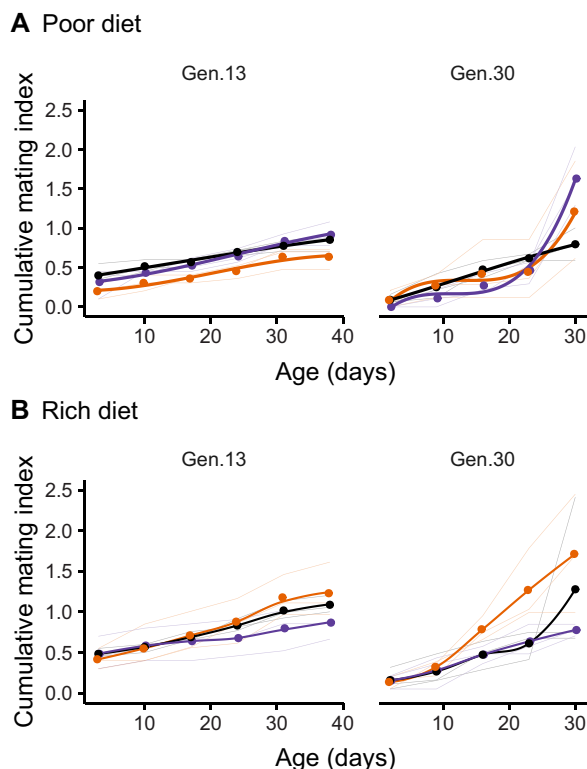 A Poor diet
Gen.13 Gen.30
Cumulative mating index
2.5
2.0
1.5
1.0
0.5
0.0
10 20 30 40 10 20 30
Age (days)
B Rich diet
Gen.13 Gen.30
Cumulative mating index
2.5
2.0
1.5
1.0
0.5
0.0
10 20 30 40 10 20 30
Age (days) Age (days)